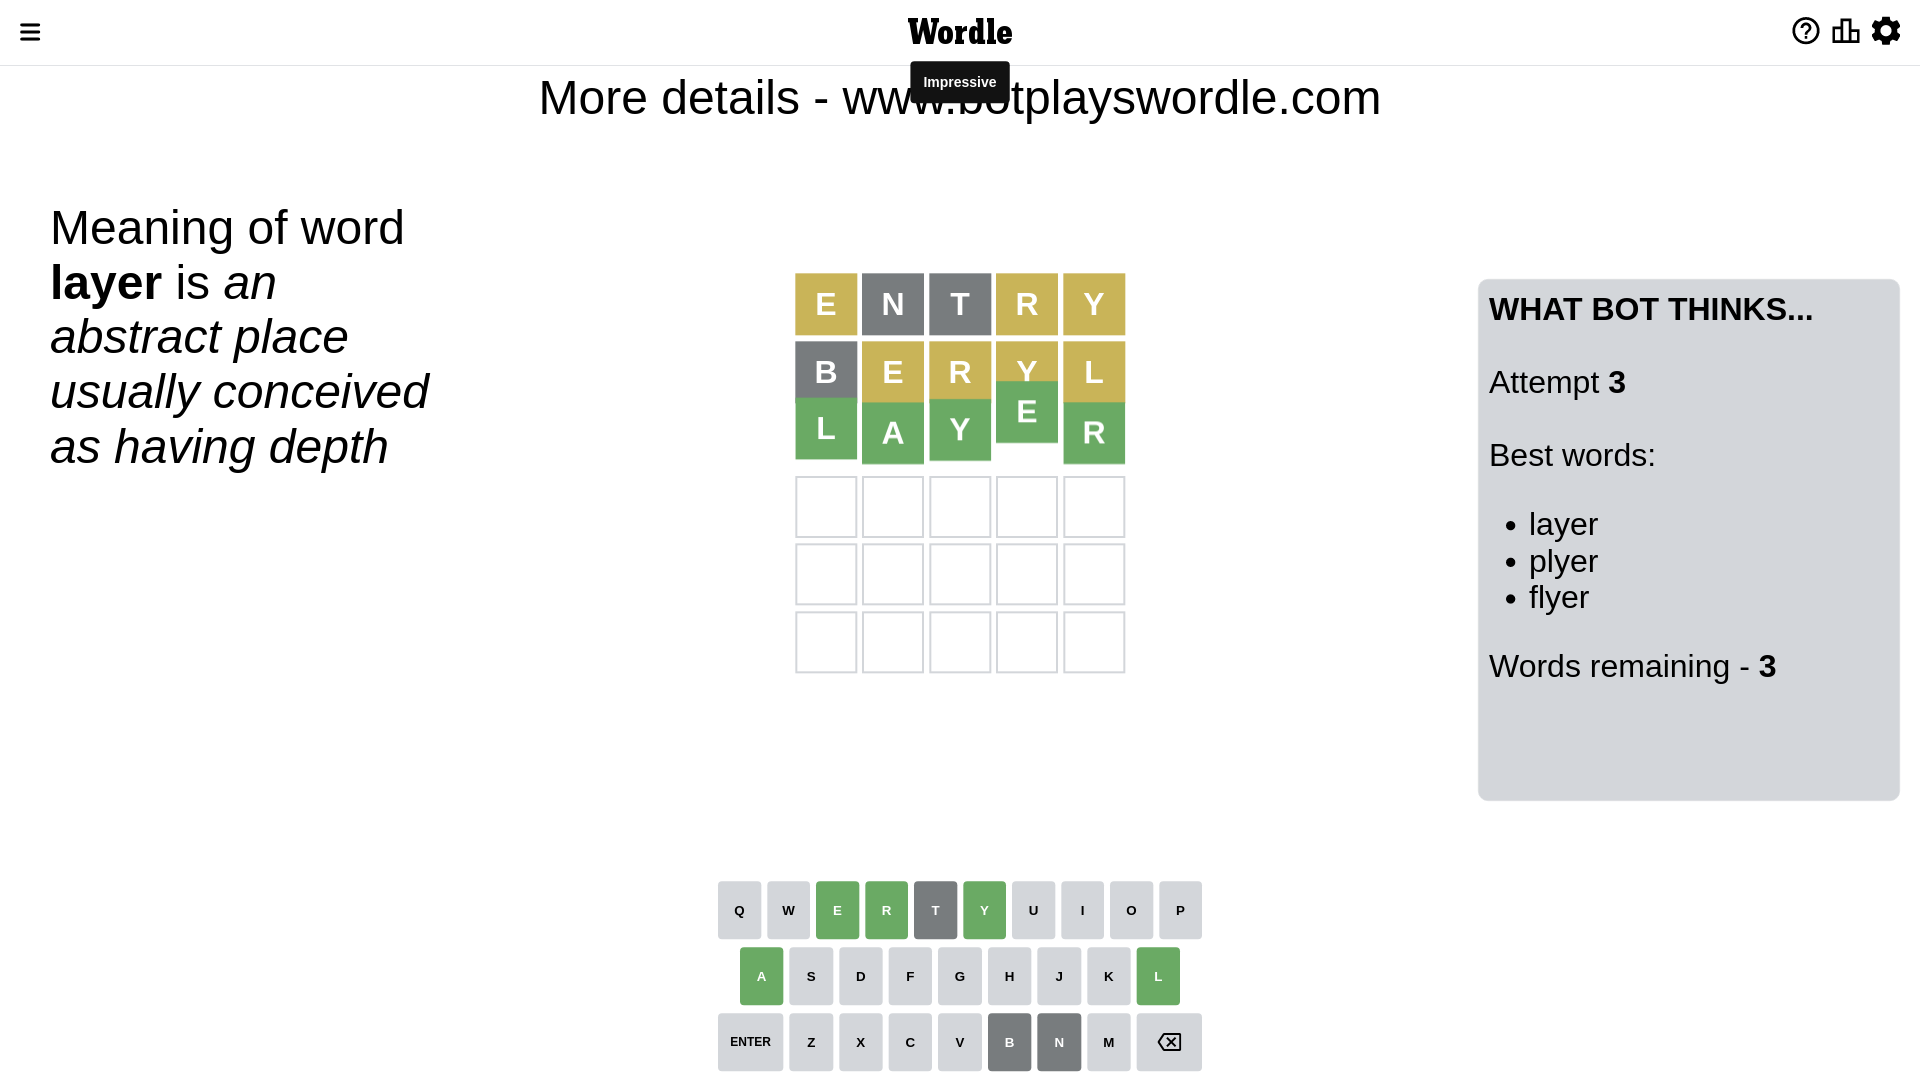 Wordle
Impressive
More details - www.botplayswordle.com
Meaning of word
layer is an
abstract place
usually conceived
as having depth
E N T R Y
B E R Y L
L A Y E R
WHAT BOT THINKS...
Attempt 3
Best words:
• layer
• plyer
• flyer
Words remaining - 3
Q W E R T Y U I O P
A S D F G H J K L
ENTER Z X C V B N M